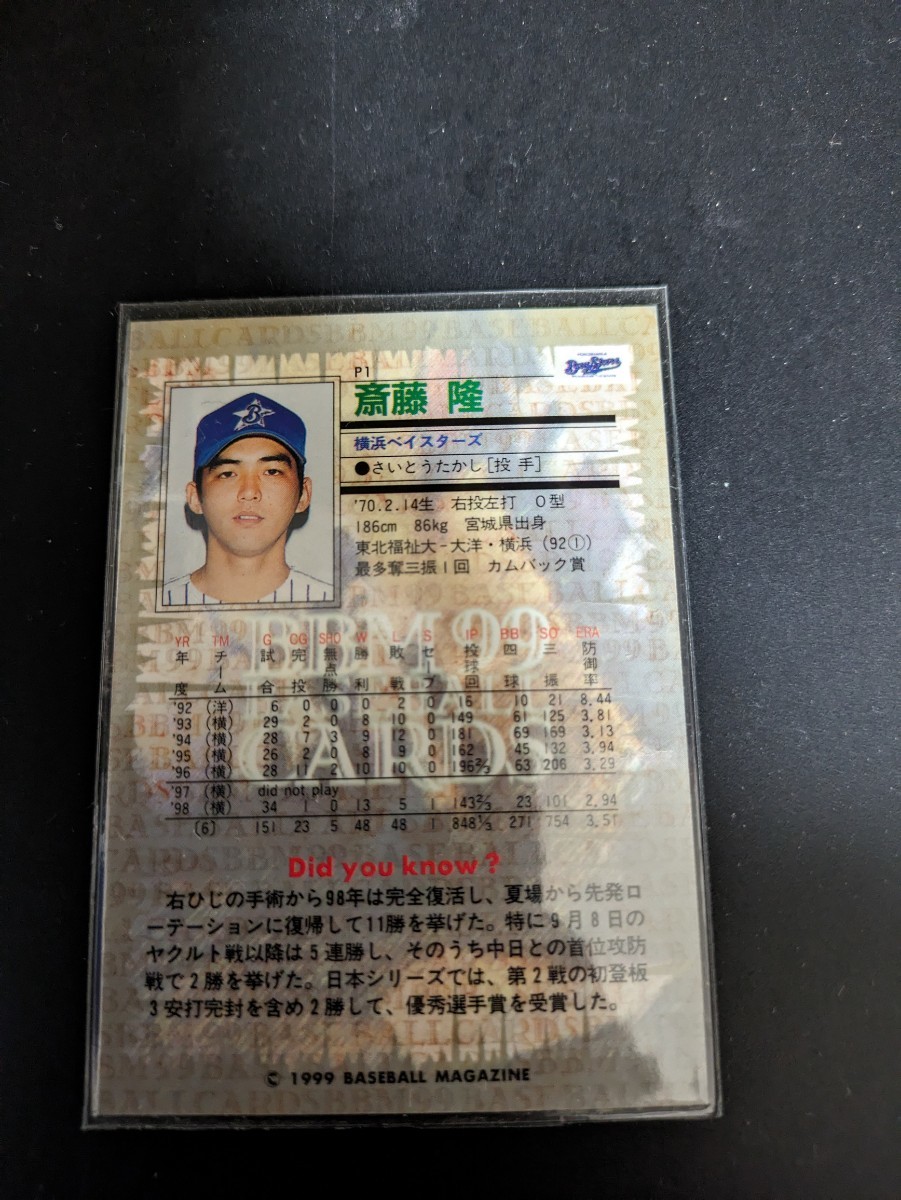 P1
斎藤 隆
横浜ベイスターズ
●さいとうたかし[投 手]
'70.2.14生 右投左打 O型
186cm 86kg 宮城県出身
東北福祉大-大洋・横浜 (92①)
最多奪三振1回 カムバック賞
BBM 99
BASEBALL
CARDS
YR TM G CG SHO W L S IP BB SO ERA
年度 チーム 試合 完投 無点勝 勝利 敗戦 セーブ 投球回 四球 三振 防御率
'92 (洋) 6 0 0 0 2 0 16 10 21 8.44
'93 (横) 29 2 0 8 10 0 149 61 125 3.81
'94 (横) 28 7 3 9 12 0 181 69 169 3.13
'95 (横) 26 2 0 8 9 0 162 45 132 3.94
'96 (横) 28 11 2 10 10 0 196⅔ 63 206 3.29
'97 (横) did not play
'98 (横) 34 1 0 13 5 1 143⅔ 23 101 2.94
(6) 151 23 5 48 48 1 848⅓ 271 754 3.51
Did you know?
右ひじの手術から98年は完全復活し、夏場から先発ロ
ーテーションに復帰して11勝を挙げた。特に9月8日の
ヤクルト戦以降は5連勝し、そのうち中日との首位攻防
戦で2勝を挙げた。日本シリーズでは、第2戦の初登板
3安打完封を含め2勝して、優秀選手賞を受賞した。
© 1999 BASEBALL MAGAZINE